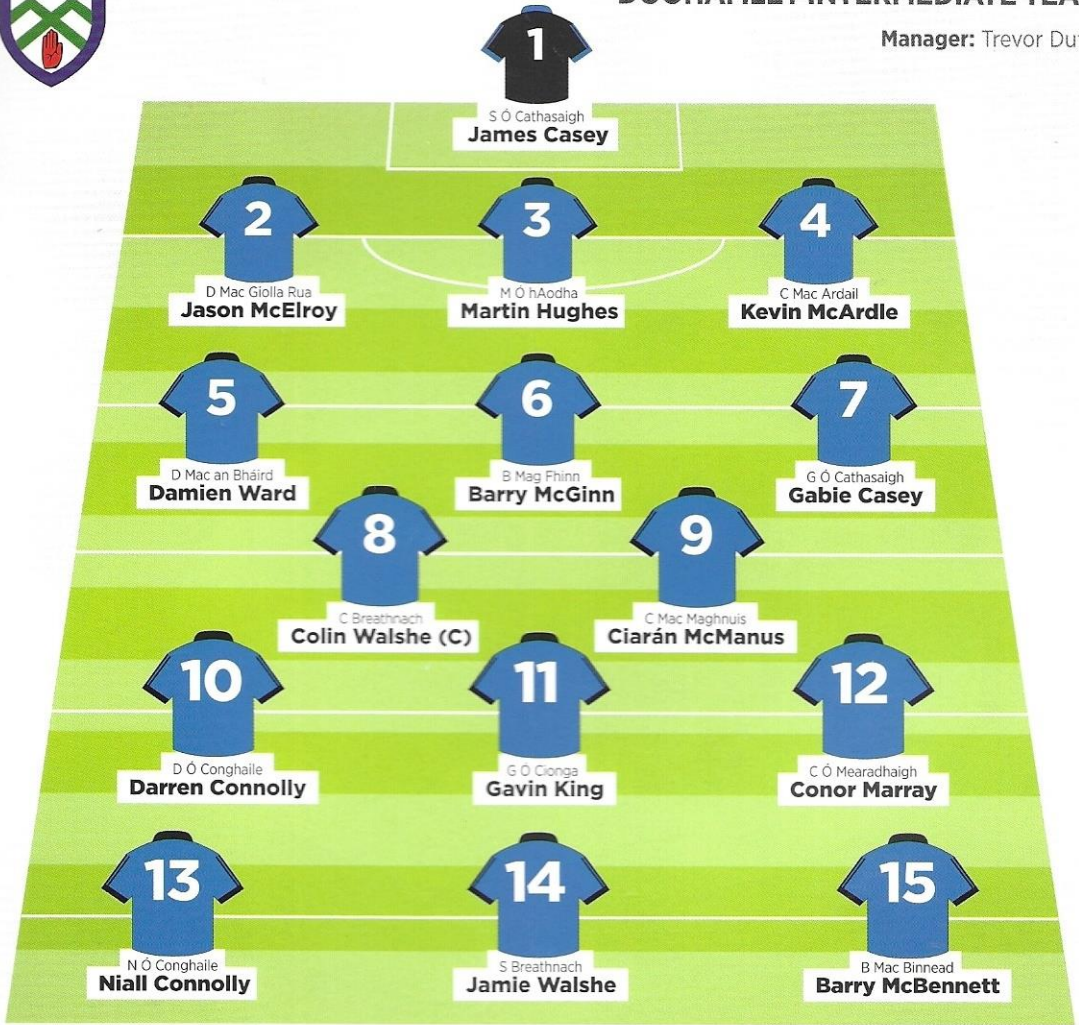 Manager: Trevor
1
S Ó Cathasaigh
James Casey
2
3
4
D Mac Giolla Rua
Jason McElroy
M Ó hAodha
Martin Hughes
C Mac Ardail
Kevin McArdle
5
6
7
D Mac an Bháird
Damien Ward
B Mag Fhinn
Barry McGinn
G Ó Cathasaigh
Gabie Casey
8
9
C Breathnach
Colin Walshe (C)
C Mac Maghnuis
Ciarán McManus
10
11
12
D Ó Conghaile
Darren Connolly
G Ó Cionga
Gavin King
C Ó Mearadhaigh
Conor Marray
13
14
15
N Ó Conghaile
Niall Connolly
S Breathnach
Jamie Walshe
B Mac Binnead
Barry McBennett